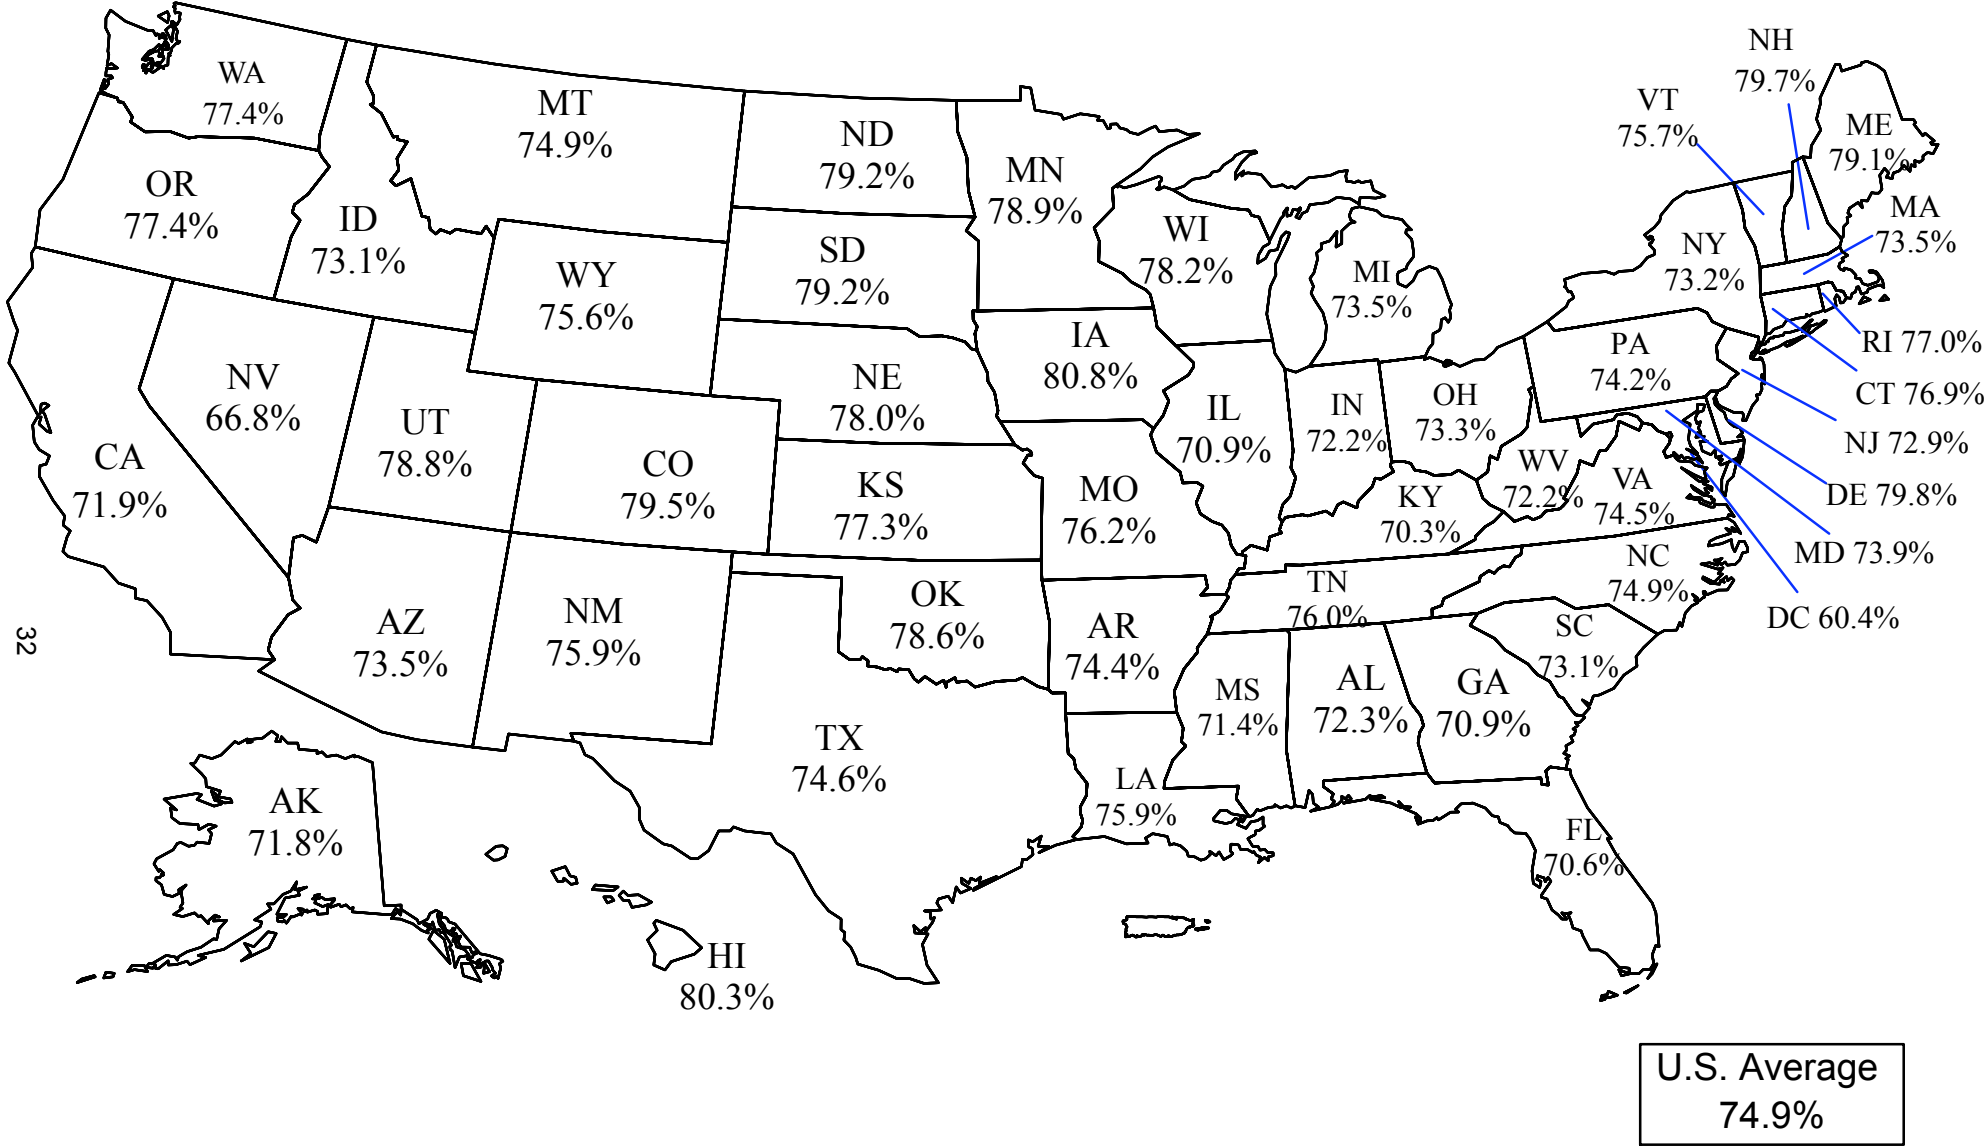 NH
79.7%
VT
75.7%
ME
79.1%
MA
73.5%
WA
77.4%
MT
74.9%
ND
79.2%
MN
78.9%
OR
77.4%
ID
73.1%
WY
75.6%
SD
79.2%
WI
78.2%
MI
73.5%
NY
73.2%
RI 77.0%
CT 76.9%
NJ 72.9%
DE 79.8%
MD 73.9%
DC 60.4%
PA
74.2%
NV
66.8%
UT
78.8%
CA
71.9%
CO
79.5%
NE
78.0%
KS
77.3%
IA
80.8%
MO
76.2%
IL
70.9%
IN
72.2%
OH
73.3%
WV
72.2%
VA
74.5%
KY
70.3%
NC
74.9%
TN
76.0%
SC
73.1%
AZ
73.5%
NM
75.9%
OK
78.6%
AR
74.4%
MS
71.4%
AL
72.3%
GA
70.9%
TX
74.6%
LA
75.9%
FL
70.6%
AK
71.8%
HI
80.3%
32
U.S. Average
74.9%